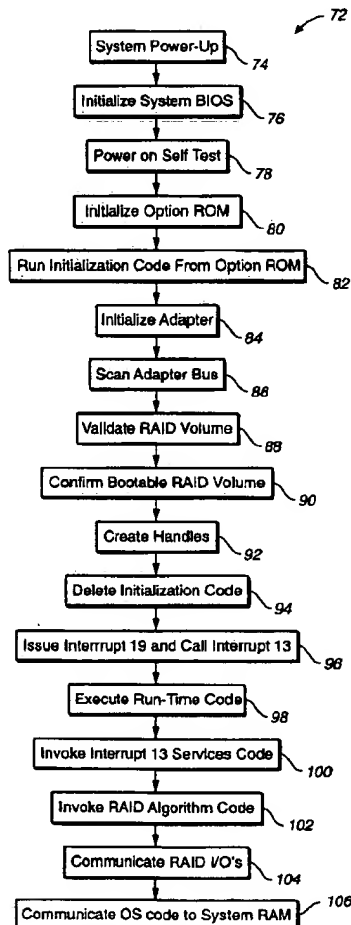 72
System Power-Up
74
Initialize System BIOS
76
Power on Self Test
78
Initialize Option ROM
80
Run Initialization Code From Option ROM
82
Initialize Adapter
84
Scan Adapter Bus
86
Validate RAID Volume
88
Confirm Bootable RAID Volume
90
Create Handles
92
Delete Initialization Code
94
Issue Interrrupt 19 and Call Interrupt 13
96
Execute Run-Time Code
98
Invoke Interrupt 13 Services Code
100
Invoke RAID Algorithm Code
102
Communicate RAID I/O's
104
Communicate OS code to System RAM
106